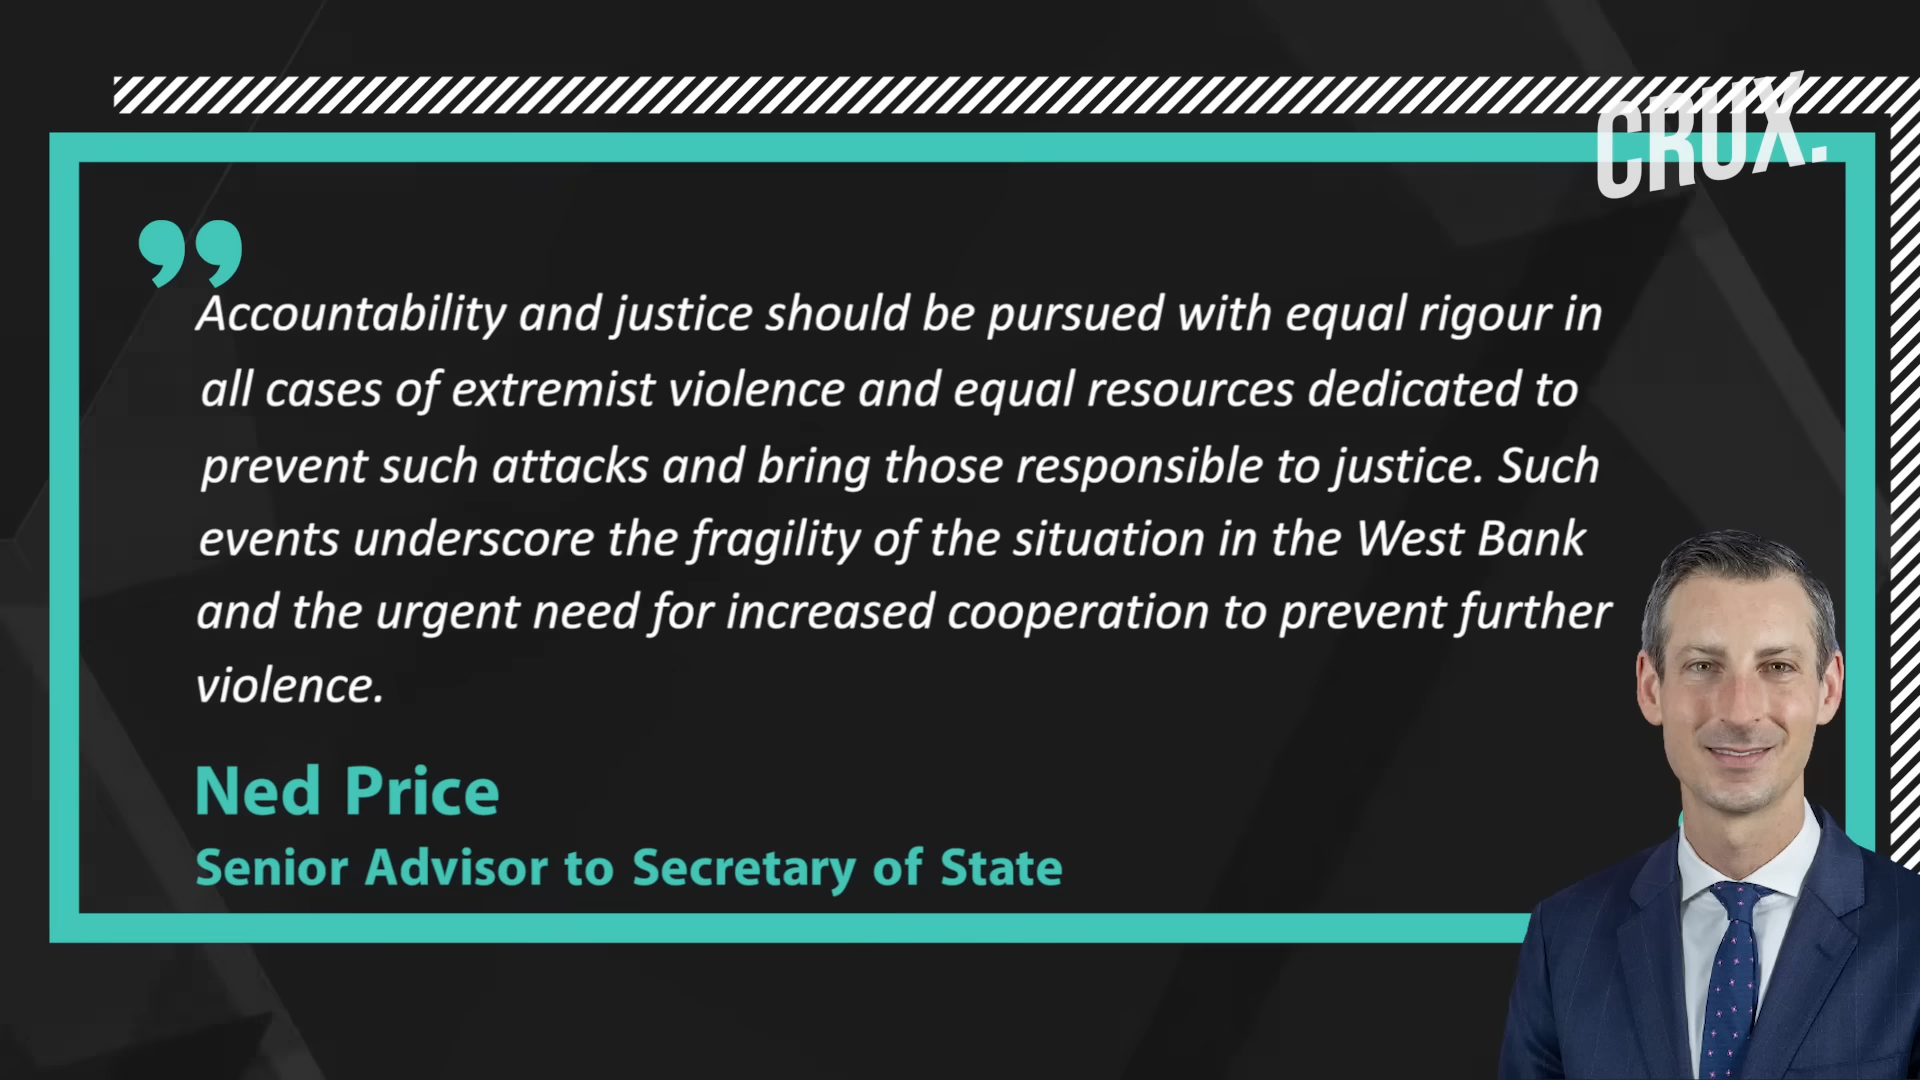 CRUX.
Accountability and justice should be pursued with equal rigour in
all cases of extremist violence and equal resources dedicated to
prevent such attacks and bring those responsible to justice. Such
events underscore the fragility of the situation in the West Bank
and the urgent need for increased cooperation to prevent further
violence.
Ned Price
Senior Advisor to Secretary of State